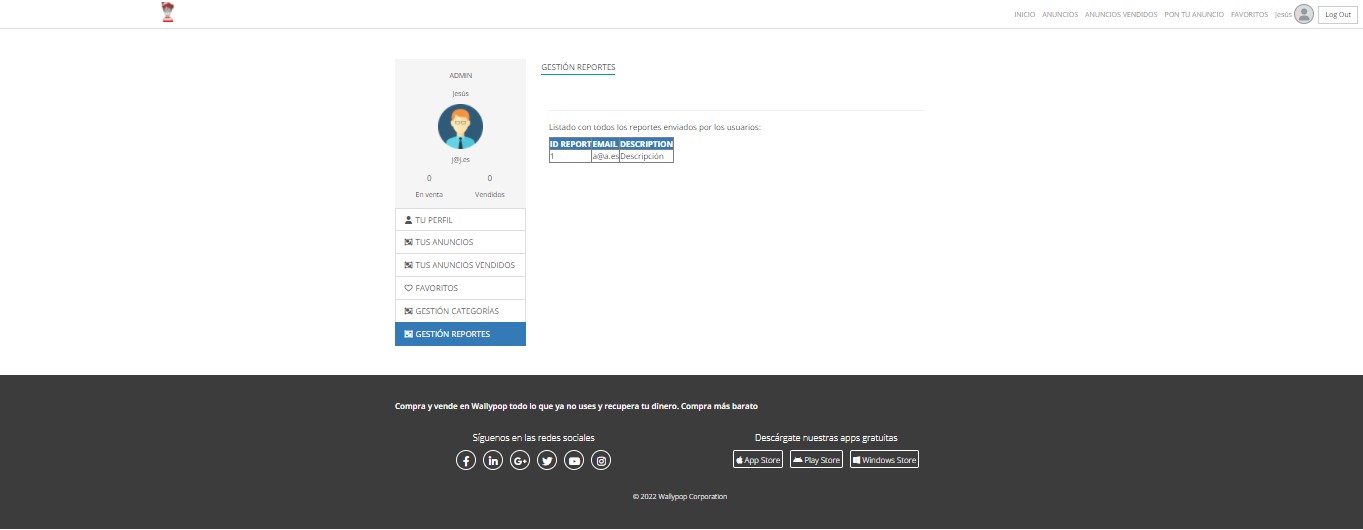 INICIO ANUNCIOS ANUNCIOS VENDIDOS PON TU ANUNCIO FAVORITOS Jesús Log Out
ADMIN
Jesús
j@j.es
0 0
En venta Vendidos
TU PERFIL
TUS ANUNCIOS
TUS ANUNCIOS VENDIDOS
FAVORITOS
GESTIÓN CATEGORÍAS
GESTIÓN REPORTES
GESTIÓN REPORTES
Listado con todos los reportes enviados por los usuarios:
ID REPORT EMAIL DESCRIPTION
1 a@a.es Descripción
Compra y vende en Wallypop todo lo que ya no uses y recupera tu dinero. Compra más barato
Síguenos en las redes sociales
Descárgate nuestras apps gratuitas
App Store Play Store Windows Store
© 2022 Wallypop Corporation